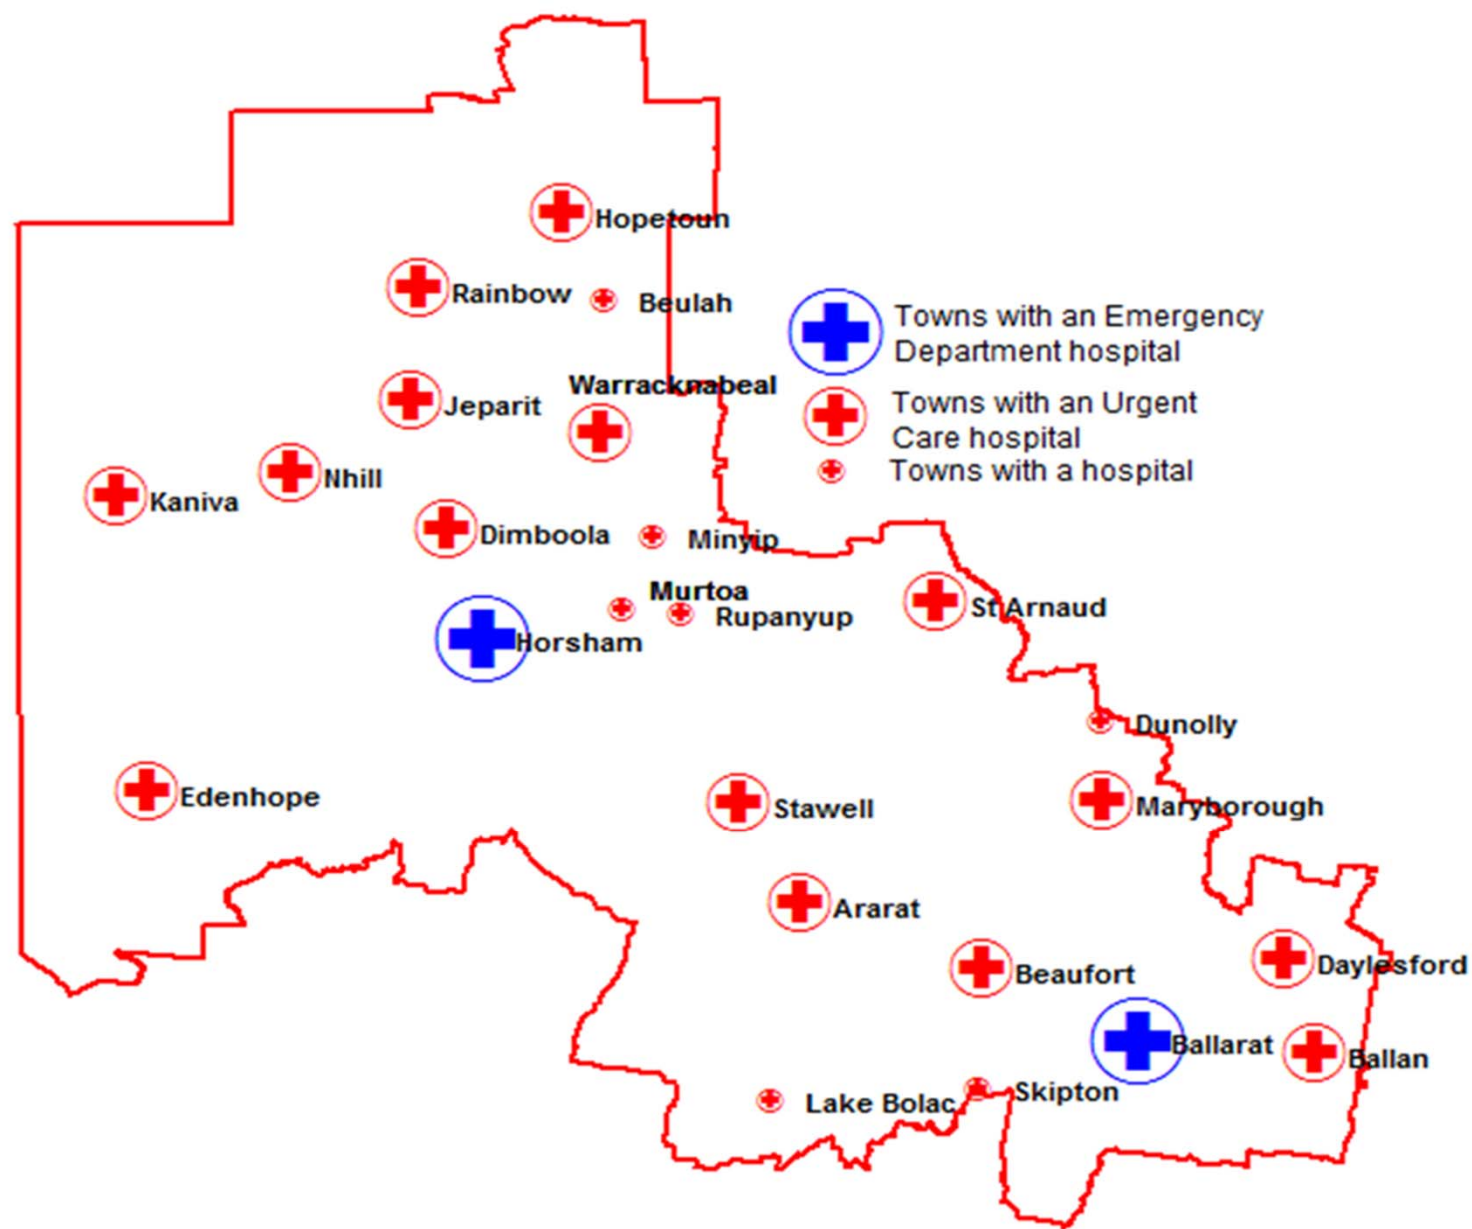 Hopetoun
Rainbow
Beulah
Towns with an Emergency
Department hospital
Warracknabeal
Jeparit
Towns with an Urgent
Care hospital
Towns with a hospital
Nhill
Kaniva
Dimboola
Minyip
Murtoa
Rupanyup
St Arnaud
Horsham
Dunolly
Edenhope
Stawell
Maryborough
Ararat
Beaufort
Daylesford
Ballarat
Ballan
Skipton
Lake Bolac